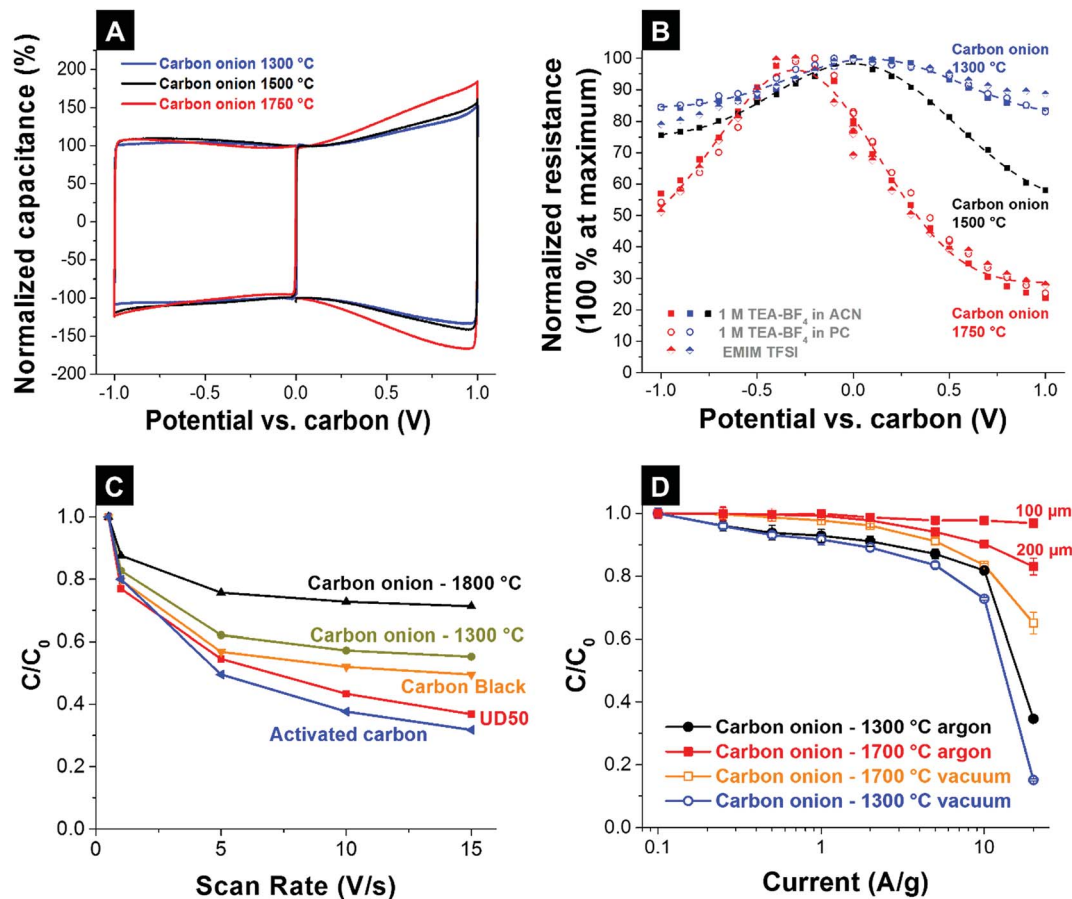 A
Carbon onion 1300 °C
Carbon onion 1500 °C
Carbon onion 1750 °C
Normalized capacitance (%)
200
150
100
50
0
-50
-100
-150
-200
-1.0
-0.5
0.0
0.5
1.0
Potential vs. carbon (V)
B
Carbon onion
1300 °C
Carbon onion
1500 °C
Carbon onion
1750 °C
1 M TEA-BF4 in ACN
1 M TEA-BF4 in PC
EMIM TFSI
Normalized resistance
(100 % at maximum)
100
90
80
70
60
50
40
30
20
10
0
-1.0
-0.5
0.0
0.5
1.0
Potential vs. carbon (V)
C
C/C0
1.0
0.8
0.6
0.4
0.2
0.0
Carbon onion - 1800 °C
Carbon onion - 1300 °C
Carbon Black
UD50
Activated carbon
0
5
10
15
Scan Rate (V/s)
D
C/C0
1.0
0.8
0.6
0.4
0.2
0.0
100 µm
200 µm
Carbon onion - 1300 °C argon
Carbon onion - 1700 °C argon
Carbon onion - 1700 °C vacuum
Carbon onion - 1300 °C vacuum
0.1
1
10
Current (A/g)